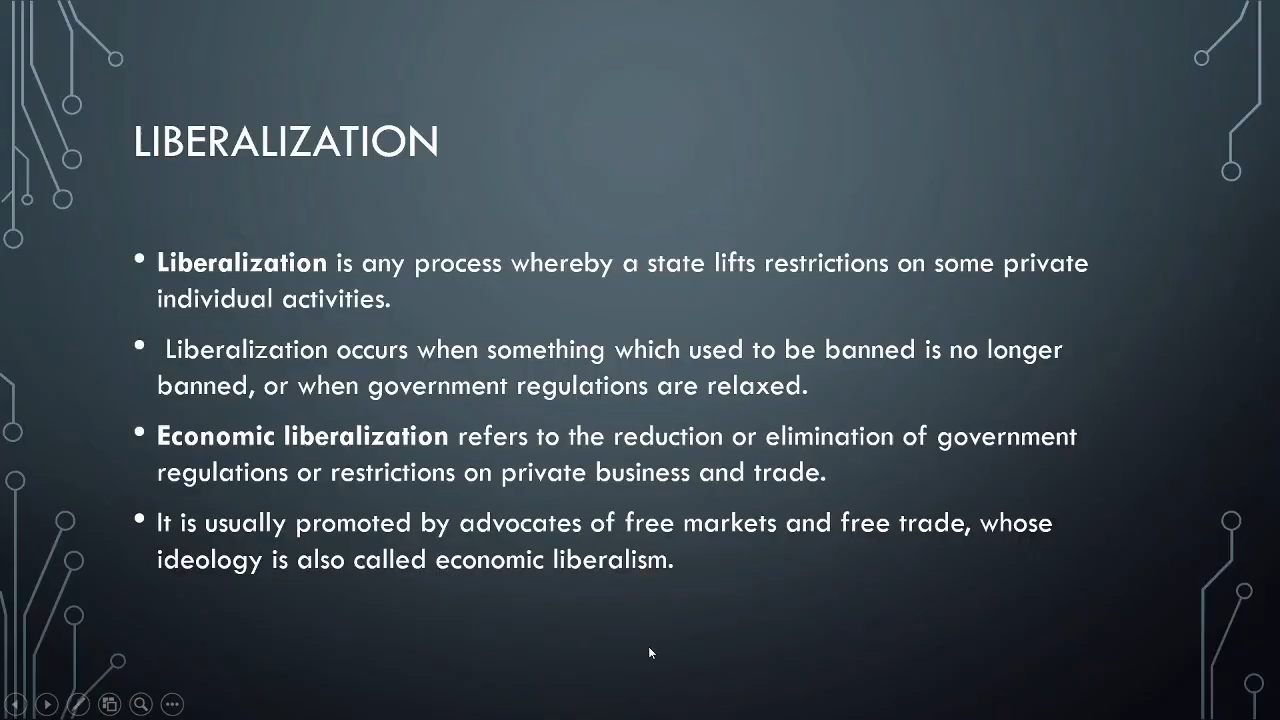 LIBERALIZATION
• Liberalization is any process whereby a state lifts restrictions on some private
individual activities.
• Liberalization occurs when something which used to be banned is no longer
banned, or when government regulations are relaxed.
• Economic liberalization refers to the reduction or elimination of government
regulations or restrictions on private business and trade.
• It is usually promoted by advocates of free markets and free trade, whose
ideology is also called economic liberalism.